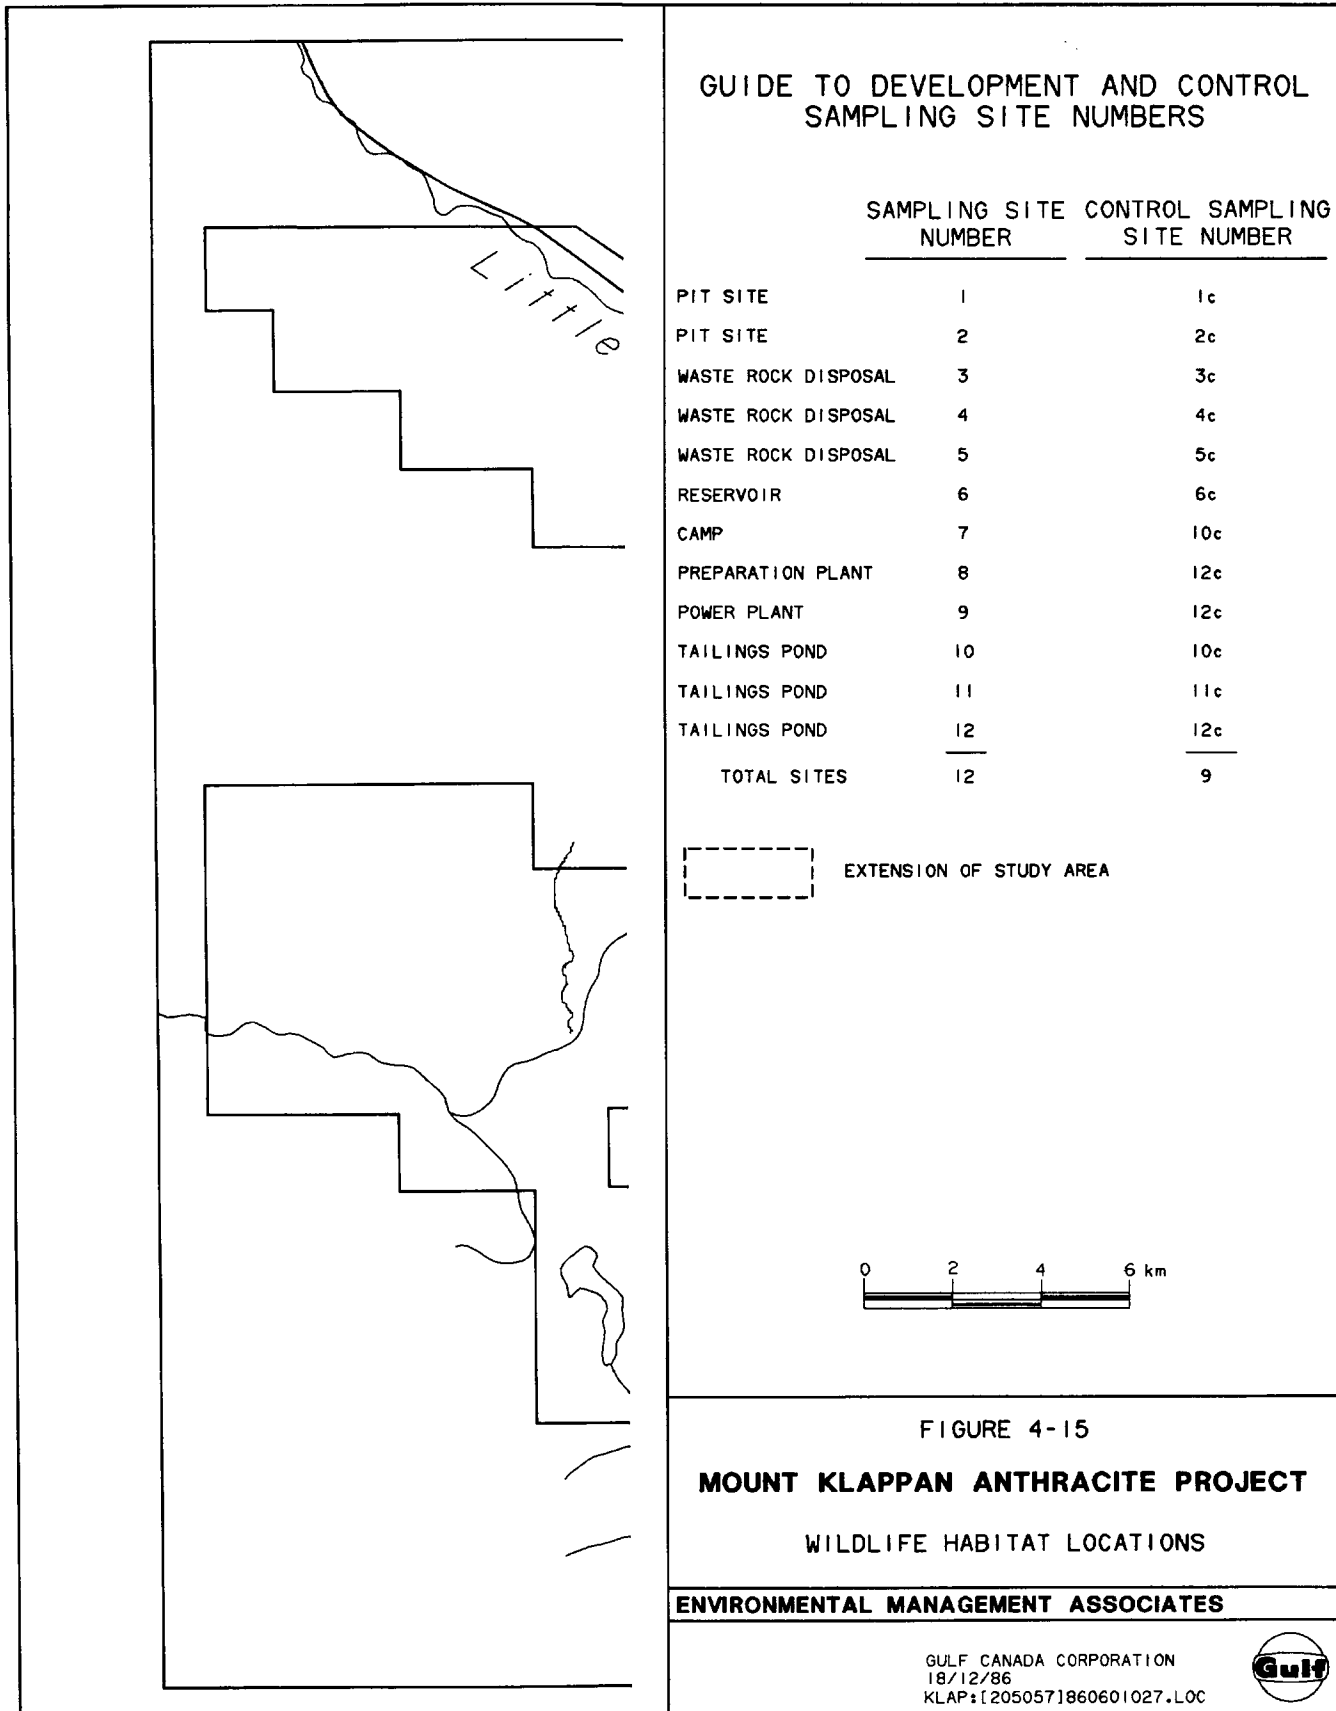 Little
GUIDE TO DEVELOPMENT AND CONTROL
SAMPLING SITE NUMBERS
SAMPLING SITE NUMBER CONTROL SAMPLING SITE NUMBER
PIT SITE 1 1c
PIT SITE 2 2c
WASTE ROCK DISPOSAL 3 3c
WASTE ROCK DISPOSAL 4 4c
WASTE ROCK DISPOSAL 5 5c
RESERVOIR 6 6c
CAMP 7 10c
PREPARATION PLANT 8 12c
POWER PLANT 9 12c
TAILINGS POND 10 10c
TAILINGS POND 11 11c
TAILINGS POND 12 12c
TOTAL SITES 12 9
EXTENSION OF STUDY AREA
0 2 4 6 km
FIGURE 4-15
MOUNT KLAPPAN ANTHRACITE PROJECT
WILDLIFE HABITAT LOCATIONS
ENVIRONMENTAL MANAGEMENT ASSOCIATES
GULF CANADA CORPORATION
18/12/86
KLAP:[205057]860601027.LOC
Gulf